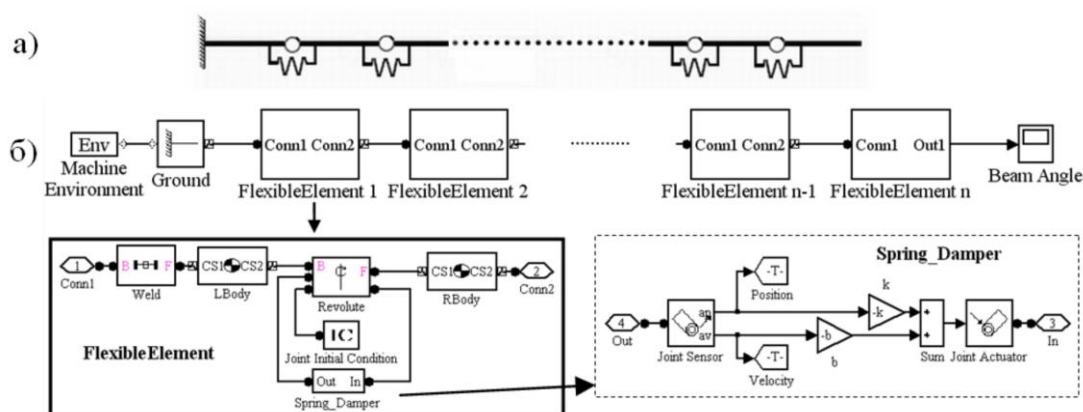 а)
б)
Env
Machine
Environment
Ground
Conn1 Conn2
FlexibleElement 1
Conn1 Conn2
FlexibleElement 2
Conn1 Conn2
FlexibleElement n-1
Conn1 Out1
FlexibleElement n
Beam Angle
1
Conn1
B F
Weld
CS1 CS2
LBody
B F
Revolute
CS1 CS2
RBody
2
Conn2
IC
Joint Initial Condition
FlexibleElement
Out In
Spring_Damper
Spring_Damper
-T-
Position
k
-k
4
Out
ap
av
Joint Sensor
-b
b
+
+
Sum
Joint Actuator
3
In
-T-
Velocity